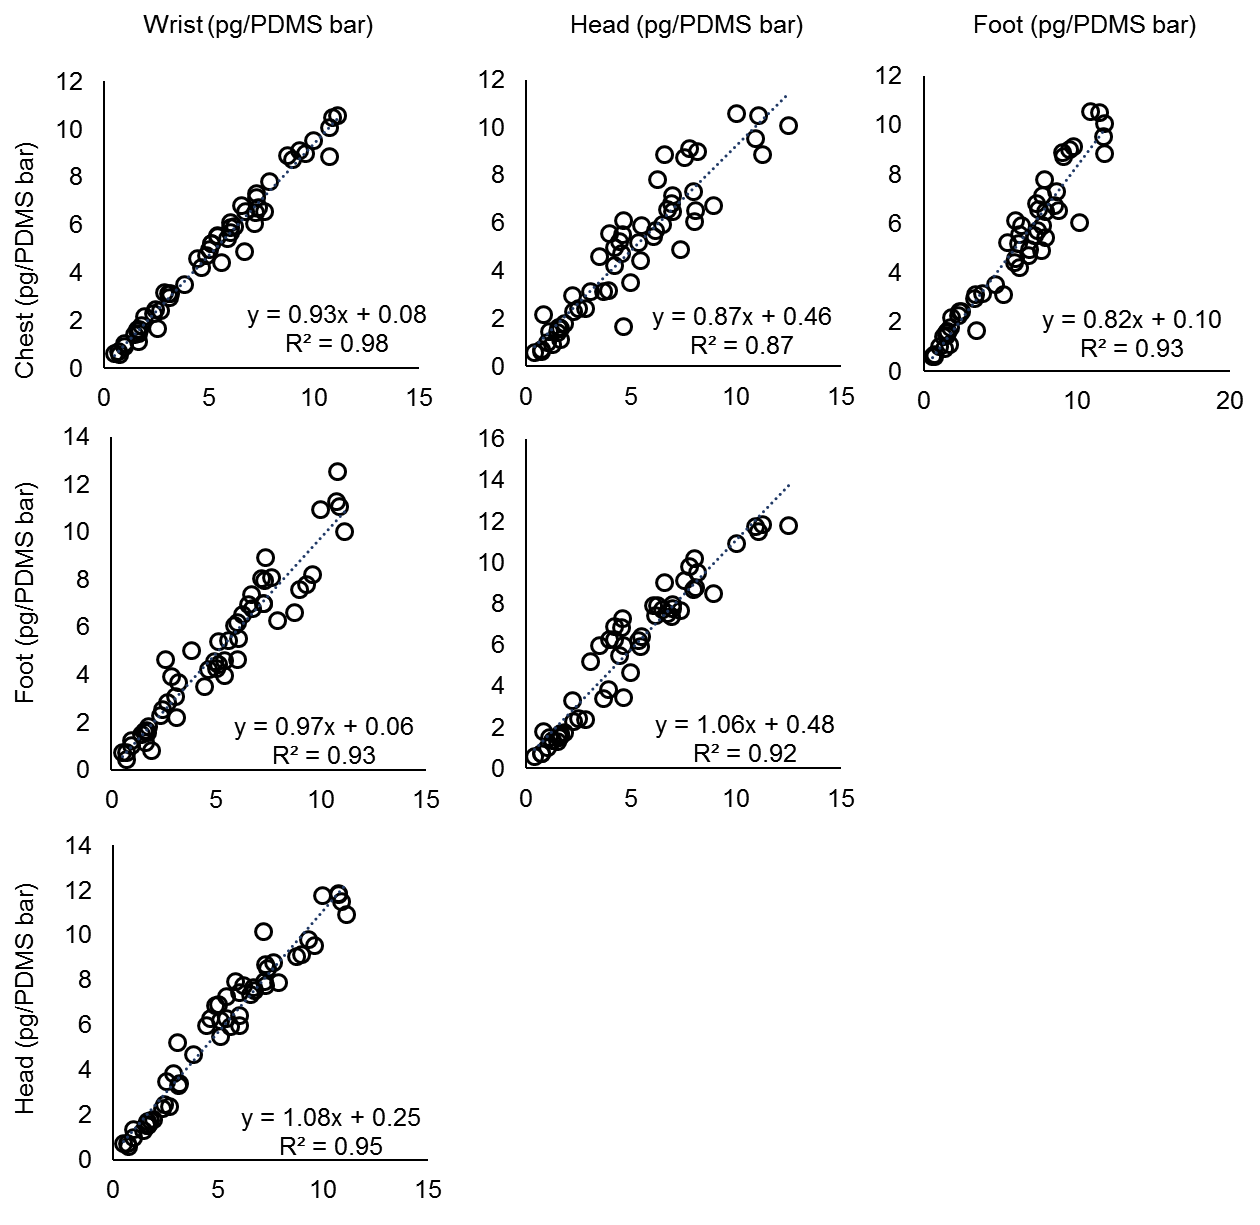 Wrist (pg/PDMS bar)
Head (pg/PDMS bar)
Foot (pg/PDMS bar)
Chest (pg/PDMS bar)
12
10
8
6
4
2
0
y = 0.93x + 0.08
R² = 0.98
0 5 10 15
12
10
8
6
4
2
0
y = 0.87x + 0.46
R² = 0.87
0 5 10 15
12
10
8
6
4
2
0
y = 0.82x + 0.10
R² = 0.93
0 10 20
Foot (pg/PDMS bar)
14
12
10
8
6
4
2
0
y = 0.97x + 0.06
R² = 0.93
0 5 10 15
16
14
12
10
8
6
4
2
0
y = 1.06x + 0.48
R² = 0.92
0 5 10 15
Head (pg/PDMS bar)
14
12
10
8
6
4
2
0
y = 1.08x + 0.25
R² = 0.95
0 5 10 15